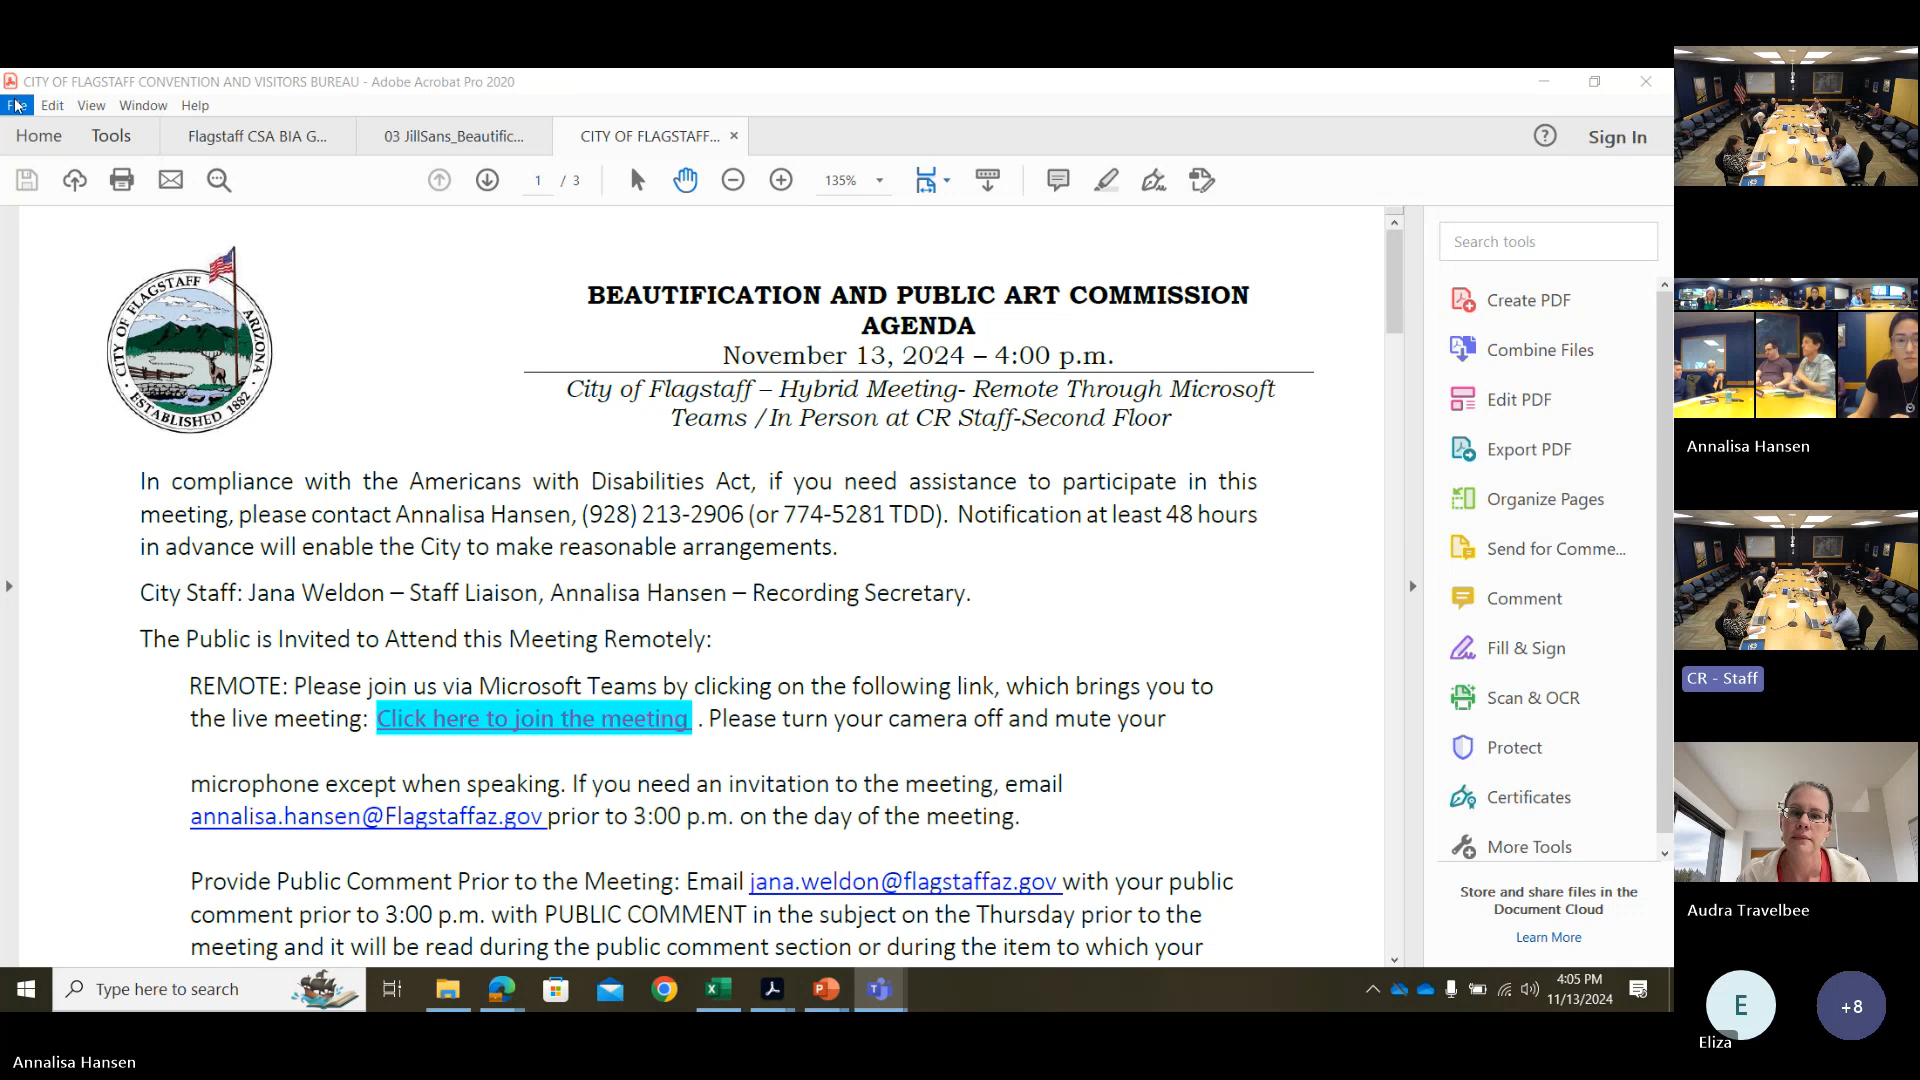 CITY OF FLAGSTAFF CONVENTION AND VISITORS BUREAU - Adobe Acrobat Pro 2020
File Edit View Window Help
Home Tools Flagstaff CSA BIA G... 03 JillSans_Beautific... CITY OF FLAGSTAFF... × Sign In
1 / 3 135%
CITY OF FLAGSTAFF ARIZONA
ESTABLISHED 1882
BEAUTIFICATION AND PUBLIC ART COMMISSION
AGENDA
November 13, 2024 – 4:00 p.m.
City of Flagstaff – Hybrid Meeting- Remote Through Microsoft
Teams /In Person at CR Staff-Second Floor
In compliance with the Americans with Disabilities Act, if you need assistance to participate in this
meeting, please contact Annalisa Hansen, (928) 213-2906 (or 774-5281 TDD). Notification at least 48 hours
in advance will enable the City to make reasonable arrangements.
City Staff: Jana Weldon – Staff Liaison, Annalisa Hansen – Recording Secretary.
The Public is Invited to Attend this Meeting Remotely:
REMOTE: Please join us via Microsoft Teams by clicking on the following link, which brings you to
the live meeting: Click here to join the meeting . Please turn your camera off and mute your
microphone except when speaking. If you need an invitation to the meeting, email
annalisa.hansen@Flagstaffaz.gov prior to 3:00 p.m. on the day of the meeting.
Provide Public Comment Prior to the Meeting: Email jana.weldon@flagstaffaz.gov with your public
comment prior to 3:00 p.m. with PUBLIC COMMENT in the subject on the Thursday prior to the
meeting and it will be read during the public comment section or during the item to which your
Search tools
Create PDF
Combine Files
Edit PDF
Export PDF
Organize Pages
Send for Comme...
Comment
Fill & Sign
Scan & OCR
Protect
Certificates
More Tools
Store and share files in the
Document Cloud
Learn More
Type here to search
4:05 PM
11/13/2024
Annalisa Hansen
Annalisa Hansen
CR - Staff
Audra Travelbee
E
Eliza
+8